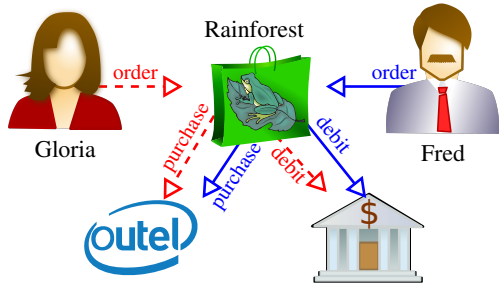 Rainforest
order
order
Gloria
Fred
purchase
purchase
debit
debit
outel
$